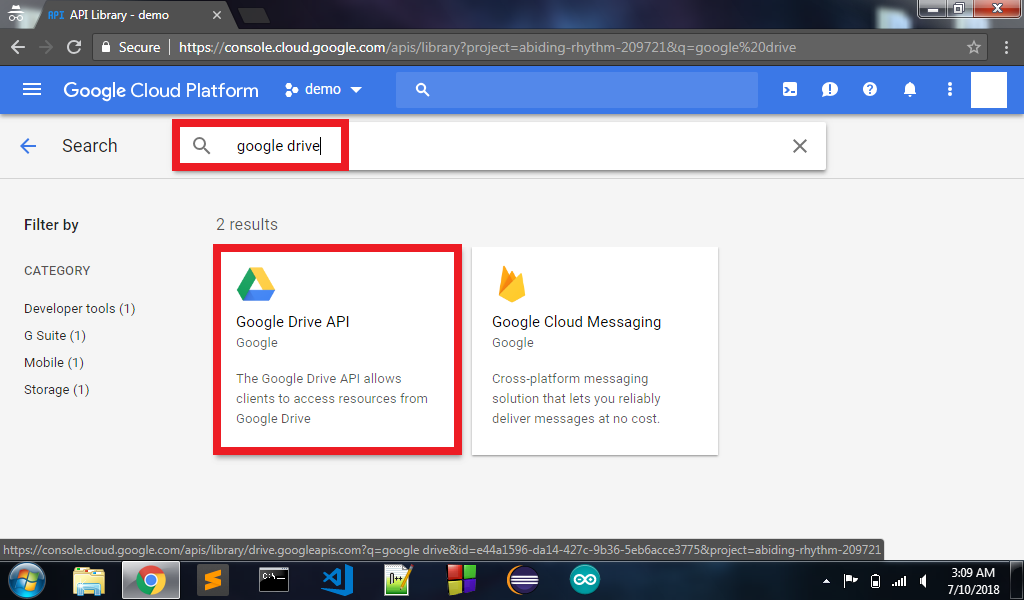 API API Library - demo
Secure https://console.cloud.google.com/apis/library?project=abiding-rhythm-209721&q=google%20drive
Google Cloud Platform demo
Search google drive
Filter by
2 results
CATEGORY
Developer tools (1)
G Suite (1)
Mobile (1)
Storage (1)
Google Drive API
Google
The Google Drive API allows
clients to access resources from
Google Drive
Google Cloud Messaging
Google
Cross-platform messaging
solution that lets you reliably
deliver messages at no cost.
https://console.cloud.google.com/apis/library/drive.googleapis.com?q=google drive&id=e44a1596-da14-427c-9b36-5eb6acce3775&project=abiding-rhythm-209721
3:09 AM
7/10/2018